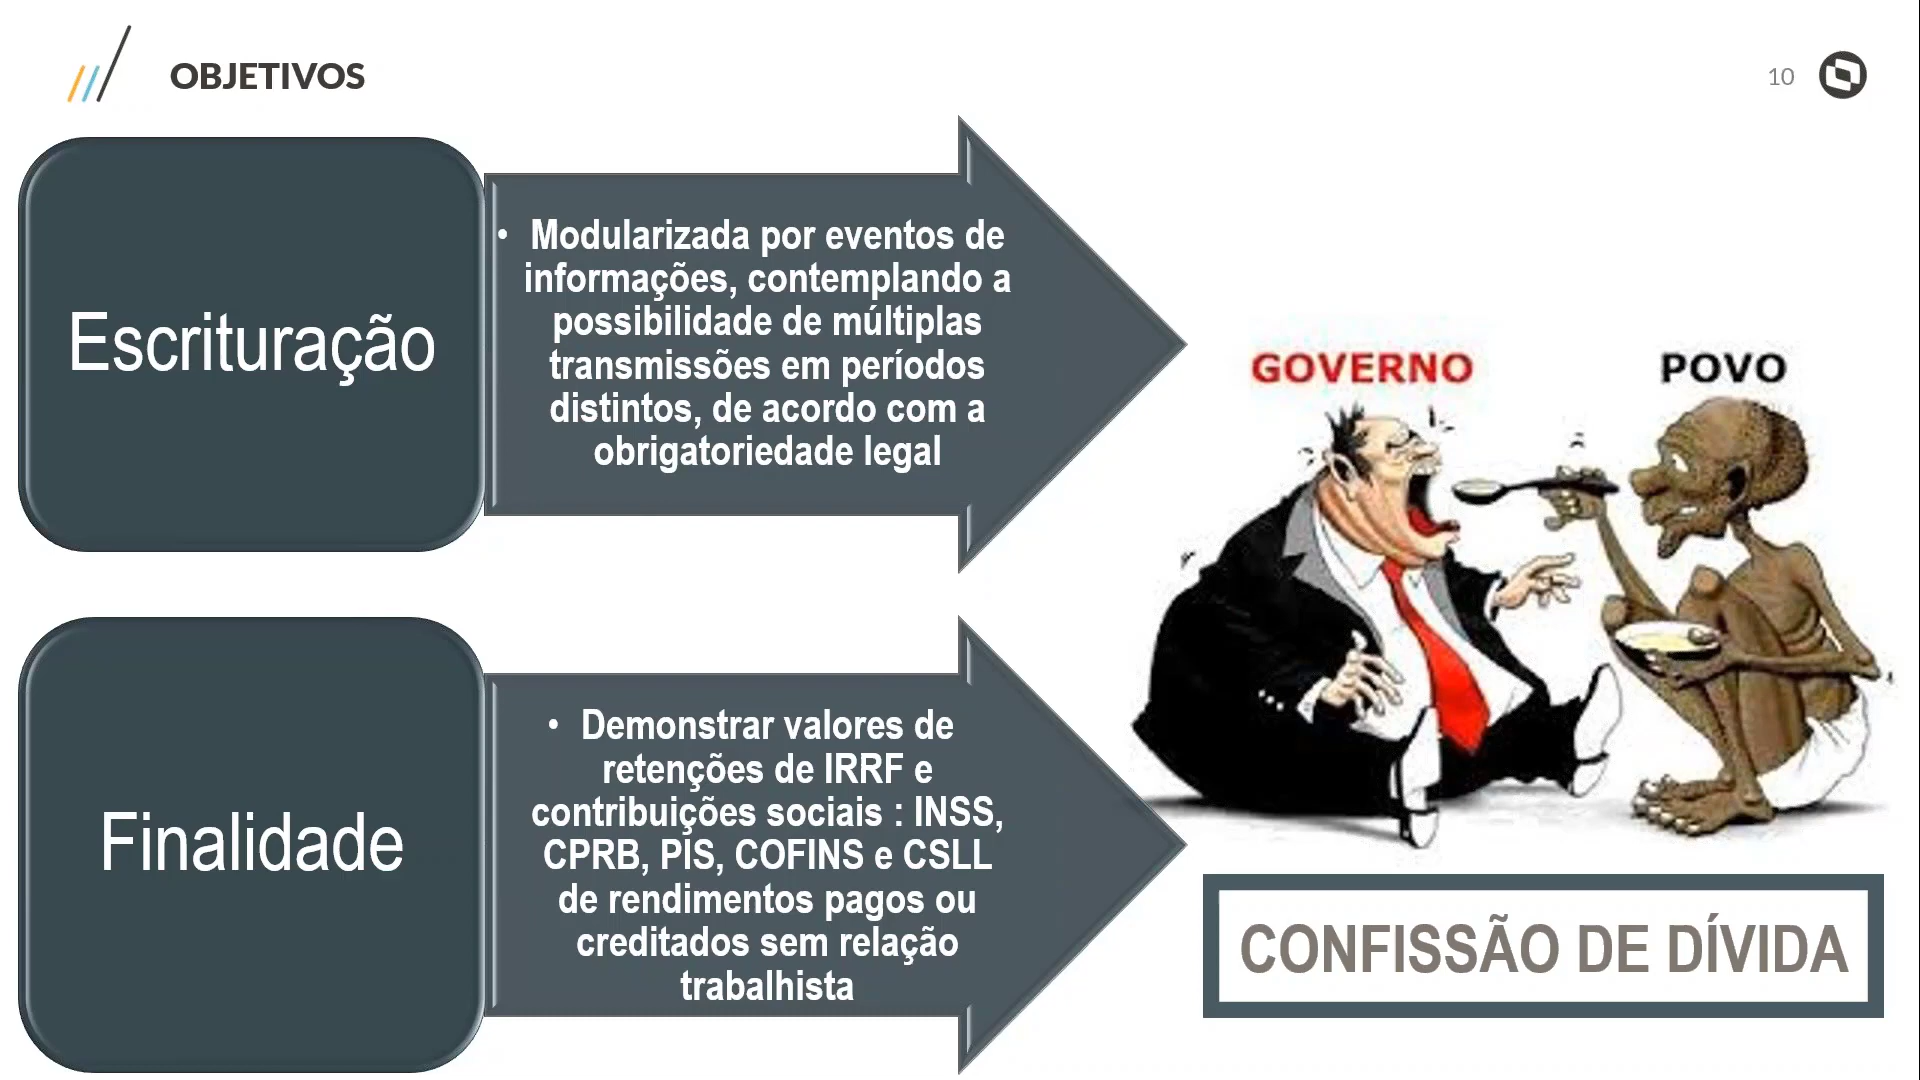 OBJETIVOS
10
Escrituração
• Modularizada por eventos de
informações, contemplando a
possibilidade de múltiplas
transmissões em períodos
distintos, de acordo com a
obrigatoriedade legal
GOVERNO
POVO
Finalidade
• Demonstrar valores de
retenções de IRRF e
contribuições sociais : INSS,
CPRB, PIS, COFINS e CSLL
de rendimentos pagos ou
creditados sem relação
trabalhista
CONFISSÃO DE DÍVIDA